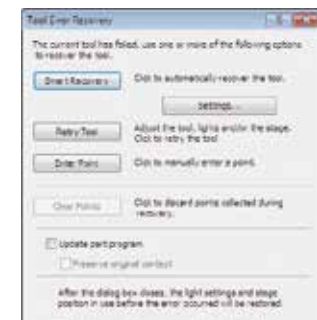 Tool Error Recovery
The current tool has failed, use one or more of the following options
to recover the tool.
Smart Recovery
Click to automatically recover the tool.
Settings...
Retry Tool
Adjust the tool, lights and/or the stage.
Click to retry the tool
Enter Point
Click to manually enter a point.
Clear Points
Click to discard points collected during
recovery.
Update part program
Preserve original context
After the dialog box closes, the light settings and stage
position in use before the error occurred will be restored